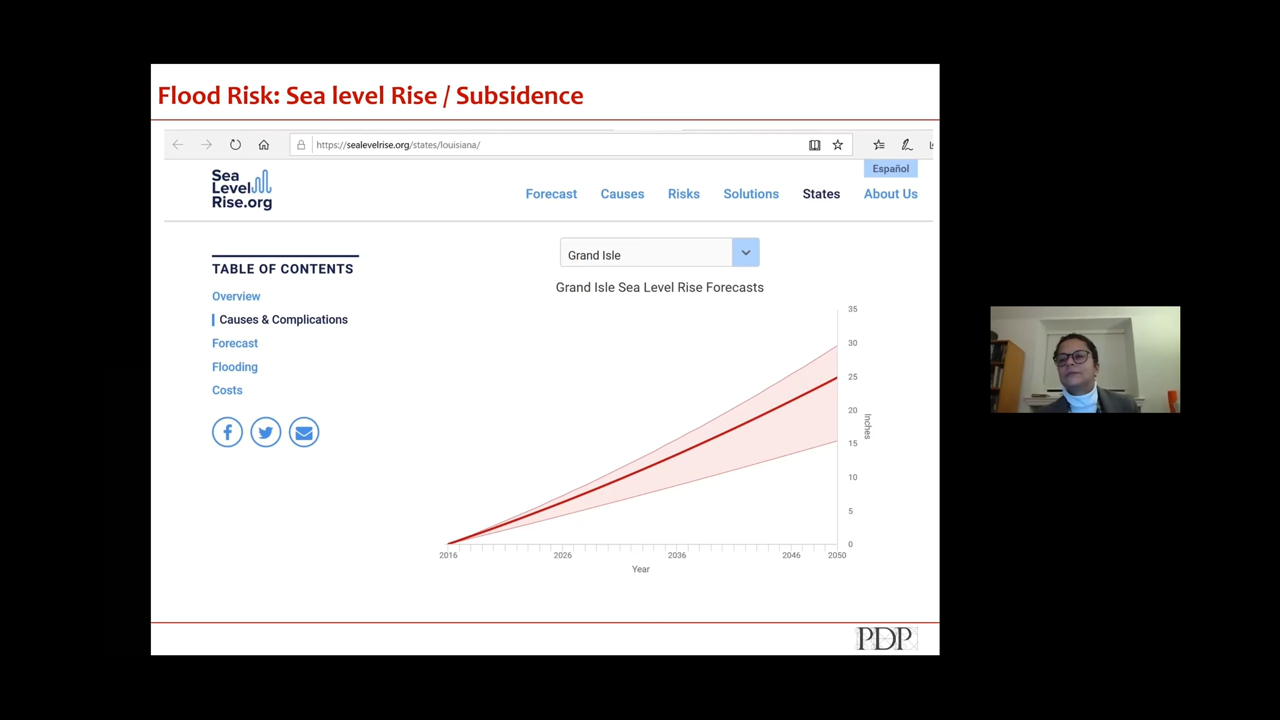 Flood Risk: Sea level Rise / Subsidence
https://sealevelrise.org/states/louisiana/
Español
Sea
Level
Rise.org
Forecast Causes Risks Solutions States About Us
TABLE OF CONTENTS
Overview
Causes & Complications
Forecast
Flooding
Costs
Grand Isle
Grand Isle Sea Level Rise Forecasts
35
30
25
20
15
10
5
0
Inches
2016 2026 2036 2046 2050
Year
PDP